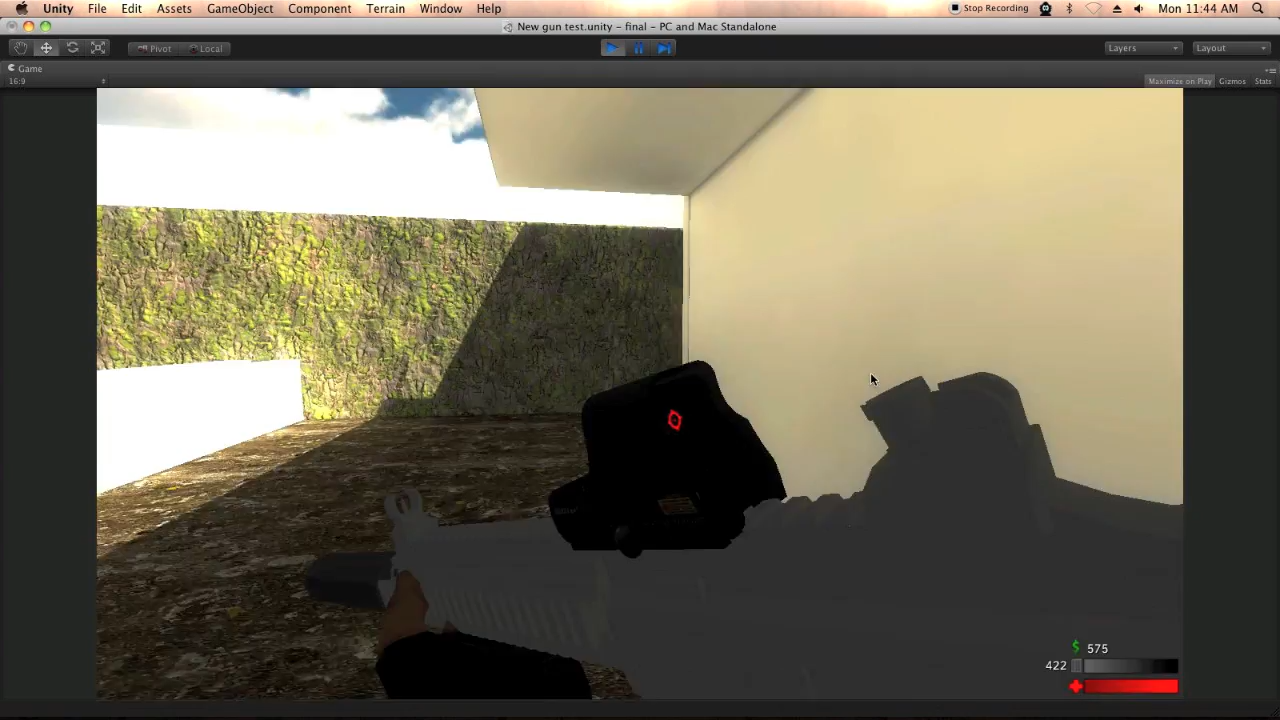 Unity File Edit Assets GameObject Component Terrain Window Help Stop Recording Mon 11:44 AM
New gun test.unity - final - PC and Mac Standalone
Pivot Local Layers Layout
Game
16:9 Maximize on Play Gizmos Stats
$ 575
422